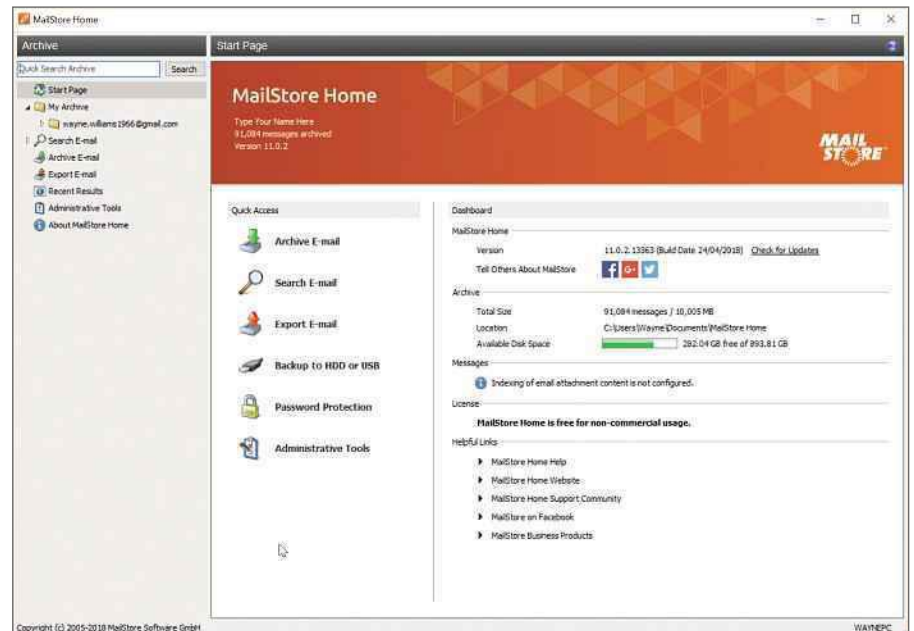 MailStore Home
Archive
Start Page
Quick Search Archive
Search
Start Page
My Archive
wayne.williams1966@gmail.com
Search E-mail
Archive E-mail
Export E-mail
Recent Results
Administrative Tools
About MailStore Home
MailStore Home
Type Your Name Here
91,084 messages archived
Version 11.0.2
MAIL
STORE
Quick Access
Archive E-mail
Search E-mail
Export E-mail
Backup to HDD or USB
Password Protection
Administrative Tools
Dashboard
MailStore Home
Version 11.0.2.13563 (Build Date 24/04/2018) Check for Updates
Tell Others About MailStore
Archive
Total Size 91,084 messages / 10,005 MB
Location C:\Users\Wayne\Documents\MailStore Home
Available Disk Space 282.04 GB free of 893.81 GB
Messages
Indexing of email attachment content is not configured.
License
MailStore Home is free for non-commercial usage.
Helpful Links
MailStore Home Help
MailStore Home Website
MailStore Home Support Community
MailStore on Facebook
MailStore Business Products
Copyright (c) 2005-2018 MailStore Software GmbH
WAYNEPC